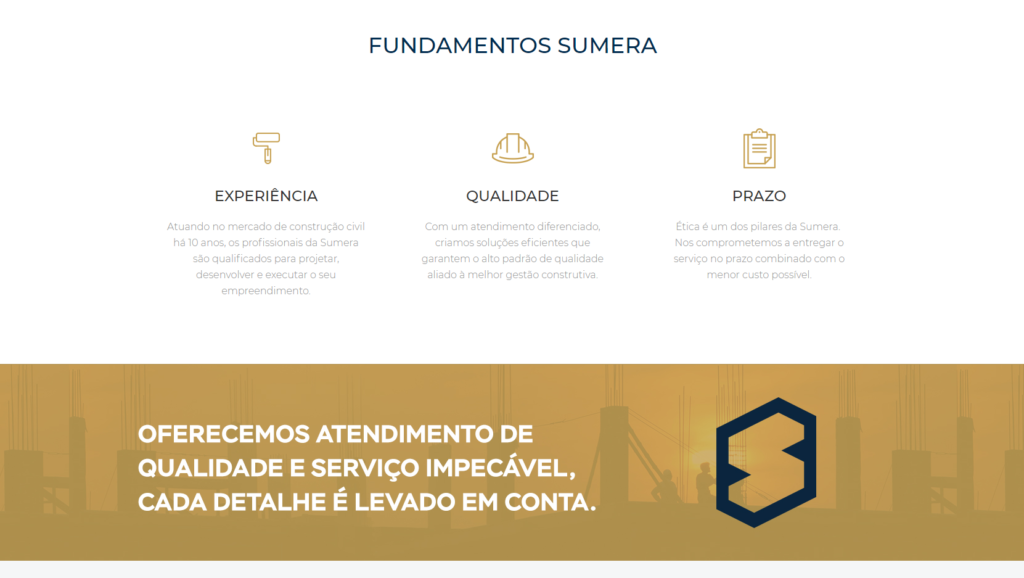 FUNDAMENTOS SUMERA
EXPERIÊNCIA
Atuando no mercado de construção civil
há 10 anos, os profissionais da Sumera
são qualificados para projetar,
desenvolver e executar o seu
empreendimento.
QUALIDADE
Com um atendimento diferenciado,
criamos soluções eficientes que
garantem o alto padrão de qualidade
aliado à melhor gestão construtiva.
PRAZO
Ética é um dos pilares da Sumera.
Nos comprometemos a entregar o
serviço no prazo combinado com o
menor custo possível.
OFERECEMOS ATENDIMENTO DE
QUALIDADE E SERVIÇO IMPECÁVEL,
CADA DETALHE É LEVADO EM CONTA.